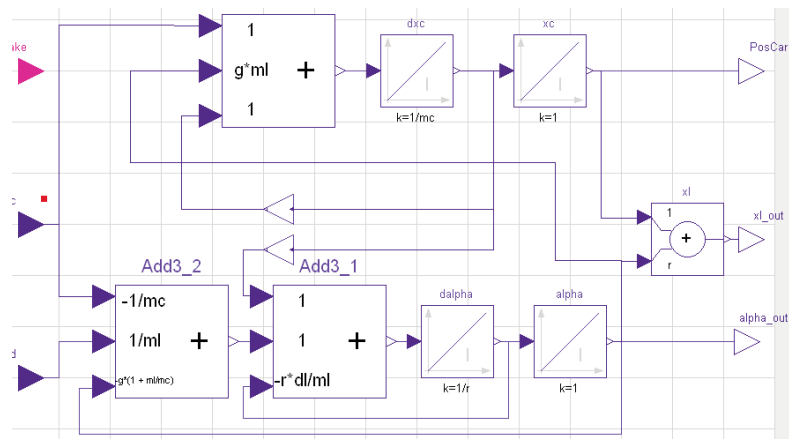 dxc
xc
ake
PosCar
1
g*ml
+
1
I
I
k=1/mc
k=1
c
xl
1
+
r
xl_out
Add3_2
Add3_1
dalpha
alpha
alpha_out
-1/mc
1
1/ml
+
1
+
d
-g*(1 + ml/mc)
-r*dl/ml
I
I
k=1/r
k=1